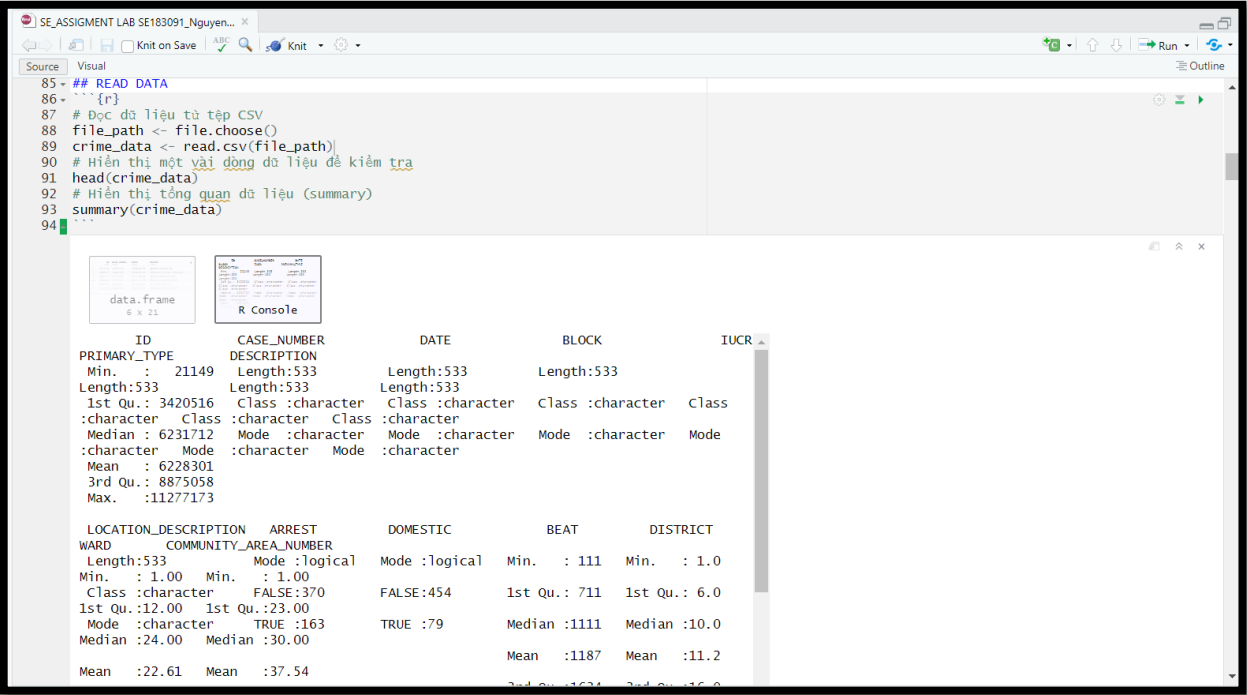 SE_ASSIGMENT LAB SE183091_Nguyen...
Knit on Save
ABC
Knit
Run
Source
Visual
Outline
85 ## READ DATA
86 ```{r}
87 # Đọc dữ liệu từ tệp CSV
88 file_path <- file.choose()
89 crime_data <- read.csv(file_path)
90 # Hiển thị một vài dòng dữ liệu để kiểm tra
91 head(crime_data)
92 # Hiển thị tổng quan dữ liệu (summary)
93 summary(crime_data)
94 ```
data.frame
6 x 21
R Console
ID CASE_NUMBER DATE BLOCK IUCR
PRIMARY_TYPE DESCRIPTION
Min. : 21149 Length:533 Length:533 Length:533
Length:533 Length:533 Length:533
1st Qu.: 3420516 Class :character Class :character Class :character Class
:character Class :character Class :character
Median : 6231712 Mode :character Mode :character Mode :character Mode
:character Mode :character Mode :character
Mean : 6228301
3rd Qu.: 8875058
Max. :11277173
LOCATION_DESCRIPTION ARREST DOMESTIC BEAT DISTRICT
WARD COMMUNITY_AREA_NUMBER
Length:533 Mode :logical Mode :logical Min. : 111 Min. : 1.0
Min. : 1.00 Min. : 1.00
Class :character FALSE:370 FALSE:454 1st Qu.: 711 1st Qu.: 6.0
1st Qu.:12.00 1st Qu.:23.00
Mode :character TRUE :163 TRUE :79 Median :1111 Median :10.0
Median :24.00 Median :30.00
Mean :1187 Mean :11.2
Mean :22.61 Mean :37.54